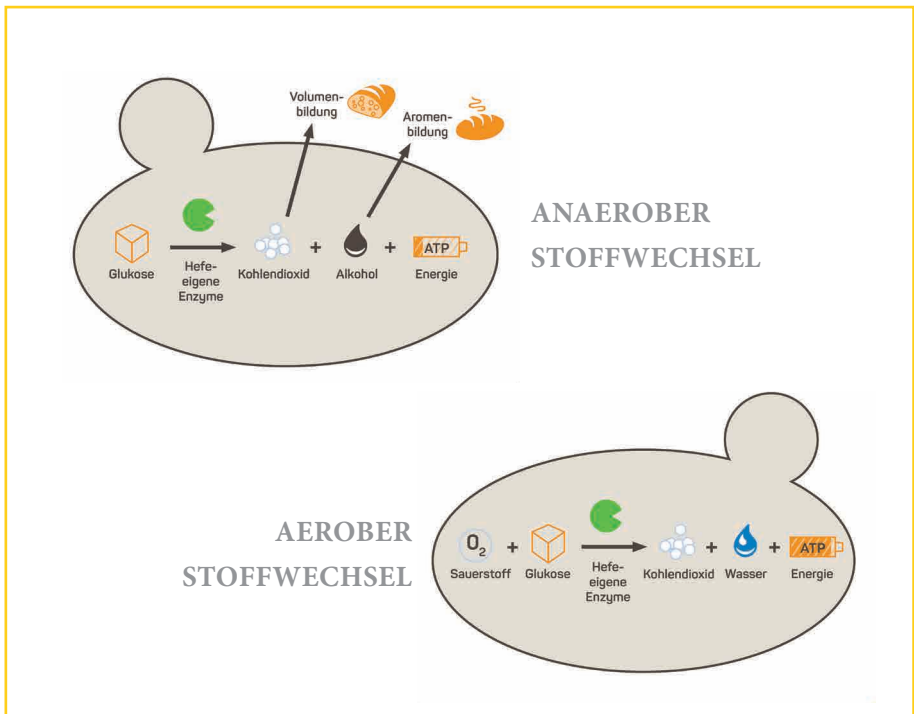 Volumen-
bildung
Aromen-
bildung
ANAEROBER
STOFFWECHSEL
ATP
Glukose
Hefe-
eigene
Enzyme
Kohlendioxid
+
Alkohol
+
Energie
AEROBER
STOFFWECHSEL
O₂
+
+
+
ATP
Sauerstoff
Glukose
Hefe-
eigene
Enzyme
Kohlendioxid
Wasser
Energie